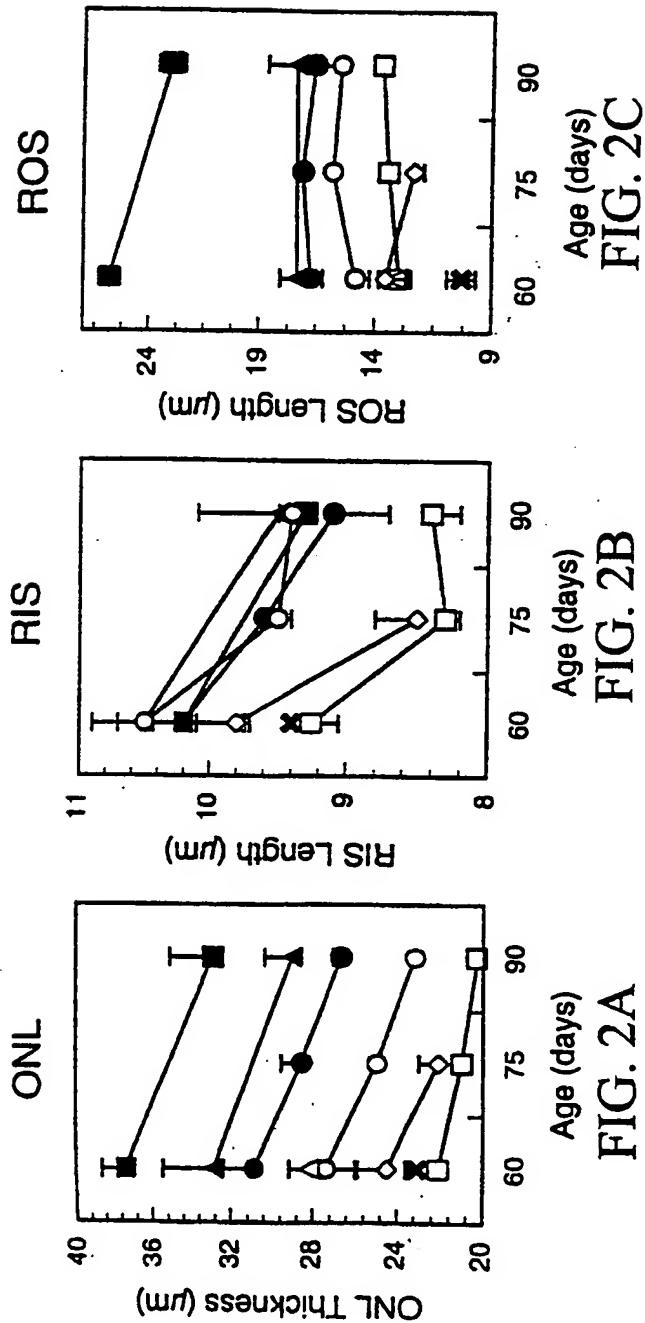 ONL
ONL Thickness (µm)
40
36
32
28
24
20
60
75
90
Age (days)
FIG. 2A
RIS
RIS Length (µm)
11
10
9
8
60
75
90
Age (days)
FIG. 2B
ROS
ROS Length (µm)
24
19
14
9
60
75
90
Age (days)
FIG. 2C